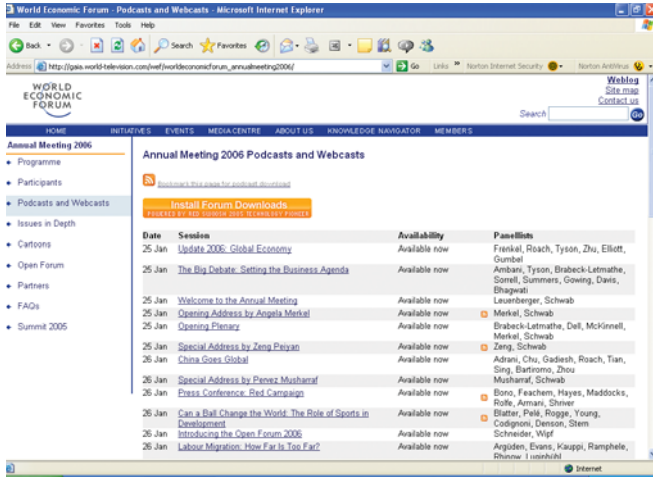 World Economic Forum - Podcasts and Webcasts - Microsoft Internet Explorer
File Edit View Favorites Tools Help
Back Search Favorites
Address http://gaia.world-television.com/wef/worldeconomicforum_annualmeeting2006/ Go Links » Norton Internet Security Norton AntiVirus
WORLD
ECONOMIC
FORUM
Weblog
Site map
Contact us
Search Go
HOME INITIATIVES EVENTS MEDIA CENTRE ABOUT US KNOWLEDGE NAVIGATOR MEMBERS
Annual Meeting 2006
Programme
Participants
Podcasts and Webcasts
Issues in Depth
Cartoons
Open Forum
Partners
FAQs
Summit 2005
Annual Meeting 2006 Podcasts and Webcasts
Bookmark this page for podcast download
Install Forum Downloads
POWERED BY RED SWOOSH 2005 TECHNOLOGY PIONEER
Date Session Availability Panellists
25 Jan Update 2006: Global Economy Available now Frenkel, Roach, Tyson, Zhu, Elliott,
Gumbel
25 Jan The Big Debate: Setting the Business Agenda Available now Ambani, Tyson, Brabeck-Letmathe,
Sorrell, Summers, Gowing, Davis,
Bhagwati
25 Jan Welcome to the Annual Meeting Available now Leuenberger, Schwab
25 Jan Opening Address by Angela Merkel Available now Merkel, Schwab
25 Jan Opening Plenary Available now Brabeck-Letmathe, Dell, McKinnell,
Merkel, Schwab
25 Jan Special Address by Zeng Peiyan Available now Zeng, Schwab
26 Jan China Goes Global Available now Adrani, Chu, Gadiesh, Roach, Tian,
Sing, Bartiromo, Zhou
26 Jan Special Address by Pervez Musharraf Available now Musharraf, Schwab
26 Jan Press Conference: Red Campaign Available now Bono, Feachem, Hayes, Maddocks,
Rolfe, Armani, Shriver
26 Jan Can a Ball Change the World: The Role of Sports in
Development Available now Blatter, Pelé, Rogge, Young,
Codignoni, Denson, Stem
26 Jan Introducing the Open Forum 2006 Available now Schneider, Wipf
26 Jan Labour Migration: How Far Is Too Far? Available now Argüden, Evans, Kauppi, Ramphele,
Rhinow, Luginbühl
Internet